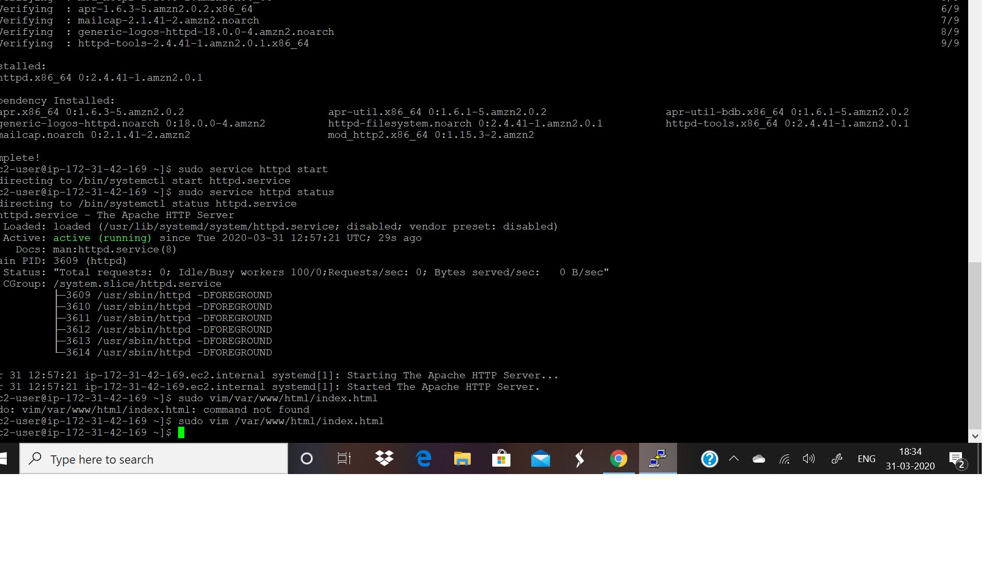 Verifying : apr-1.6.3-5.amzn2.0.2.x86_64 6/9
Verifying : mailcap-2.1.41-2.amzn2.noarch 7/9
Verifying : generic-logos-httpd-18.0.0-4.amzn2.noarch 8/9
Verifying : httpd-tools-2.4.41-1.amzn2.0.1.x86_64 9/9
stalled:
httpd.x86_64 0:2.4.41-1.amzn2.0.1
pendency Installed:
apr.x86_64 0:1.6.3-5.amzn2.0.2 apr-util.x86_64 0:1.6.1-5.amzn2.0.2 apr-util-bdb.x86_64 0:1.6.1-5.amzn2.0.2
generic-logos-httpd.noarch 0:18.0.0-4.amzn2 httpd-filesystem.noarch 0:2.4.41-1.amzn2.0.1 httpd-tools.x86_64 0:2.4.41-1.amzn2.0.1
mailcap.noarch 0:2.1.41-2.amzn2 mod_http2.x86_64 0:1.15.3-2.amzn2
mplete!
c2-user@ip-172-31-42-169 ~]$ sudo service httpd start
directing to /bin/systemctl start httpd.service
c2-user@ip-172-31-42-169 ~]$ sudo service httpd status
directing to /bin/systemctl status httpd.service
httpd.service - The Apache HTTP Server
Loaded: loaded (/usr/lib/systemd/system/httpd.service; disabled; vendor preset: disabled)
Active: active (running) since Tue 2020-03-31 12:57:21 UTC; 29s ago
Docs: man:httpd.service(8)
ain PID: 3609 (httpd)
Status: "Total requests: 0; Idle/Busy workers 100/0;Requests/sec: 0; Bytes served/sec:   0 B/sec"
CGroup: /system.slice/httpd.service
├─3609 /usr/sbin/httpd -DFOREGROUND
├─3610 /usr/sbin/httpd -DFOREGROUND
├─3611 /usr/sbin/httpd -DFOREGROUND
├─3612 /usr/sbin/httpd -DFOREGROUND
├─3613 /usr/sbin/httpd -DFOREGROUND
└─3614 /usr/sbin/httpd -DFOREGROUND
r 31 12:57:21 ip-172-31-42-169.ec2.internal systemd[1]: Starting The Apache HTTP Server...
r 31 12:57:21 ip-172-31-42-169.ec2.internal systemd[1]: Started The Apache HTTP Server.
c2-user@ip-172-31-42-169 ~]$ sudo vim/var/www/html/index.html
do: vim/var/www/html/index.html: command not found
c2-user@ip-172-31-42-169 ~]$ sudo vim /var/www/html/index.html
c2-user@ip-172-31-42-169 ~]$
Type here to search
ENG
18:34
31-03-2020
2